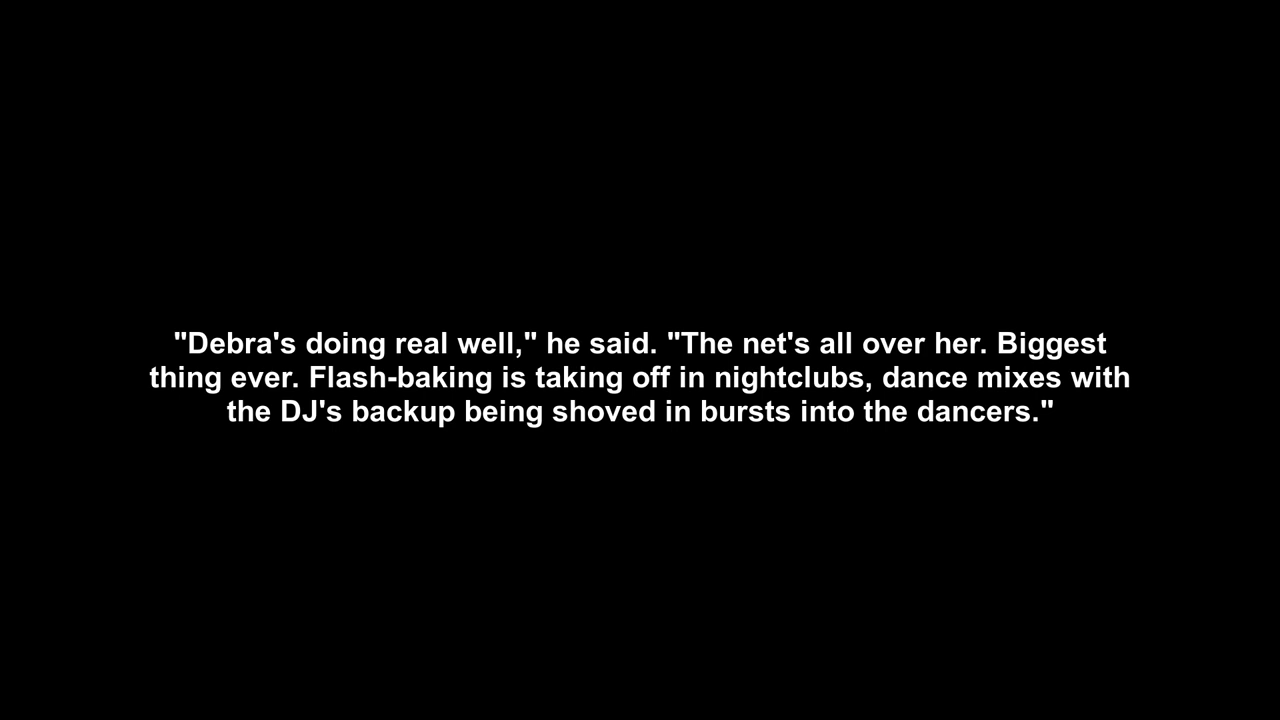 "Debra's doing real well," he said. "The net's all over her. Biggest
thing ever. Flash-baking is taking off in nightclubs, dance mixes with
the DJ's backup being shoved in bursts into the dancers."